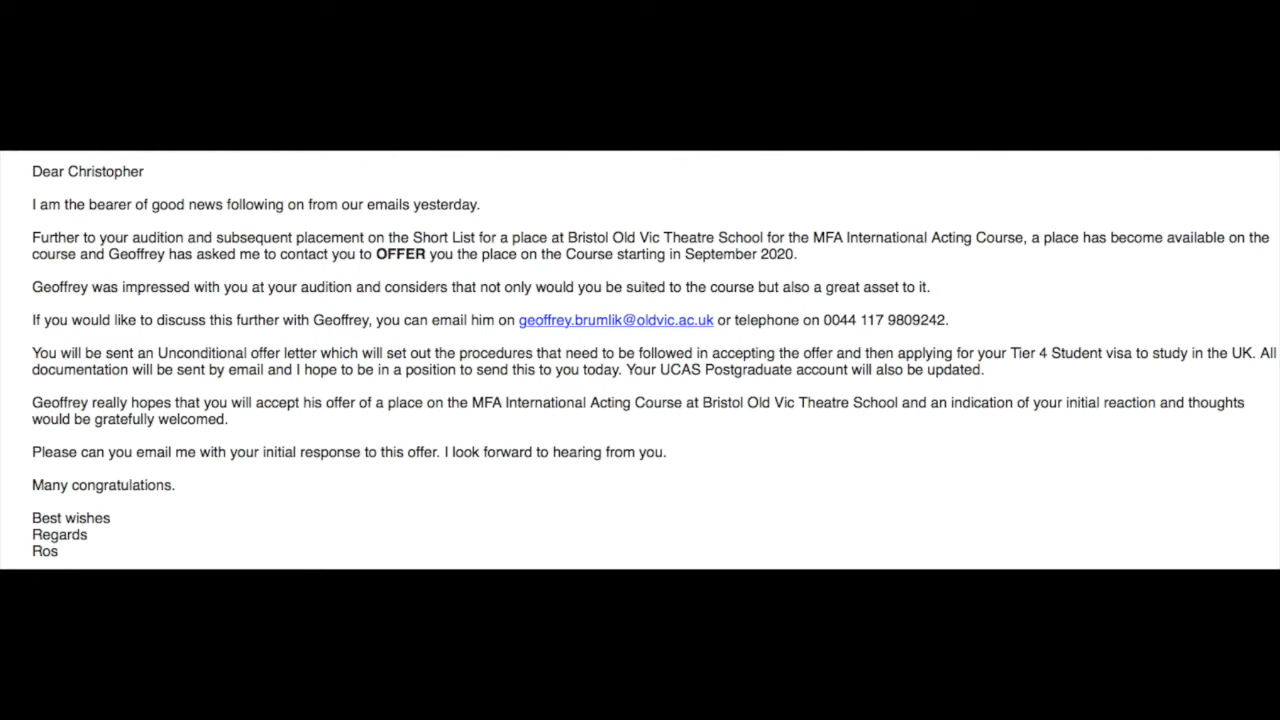 Dear Christopher
I am the bearer of good news following on from our emails yesterday.
Further to your audition and subsequent placement on the Short List for a place at Bristol Old Vic Theatre School for the MFA International Acting Course, a place has become available on the
course and Geoffrey has asked me to contact you to OFFER you the place on the Course starting in September 2020.
Geoffrey was impressed with you at your audition and considers that not only would you be suited to the course but also a great asset to it.
If you would like to discuss this further with Geoffrey, you can email him on geoffrey.brumlik@oldvic.ac.uk or telephone on 0044 117 9809242.
You will be sent an Unconditional offer letter which will set out the procedures that need to be followed in accepting the offer and then applying for your Tier 4 Student visa to study in the UK. All
documentation will be sent by email and I hope to be in a position to send this to you today. Your UCAS Postgraduate account will also be updated.
Geoffrey really hopes that you will accept his offer of a place on the MFA International Acting Course at Bristol Old Vic Theatre School and an indication of your initial reaction and thoughts
would be gratefully welcomed.
Please can you email me with your initial response to this offer. I look forward to hearing from you.
Many congratulations.
Best wishes
Regards
Ros